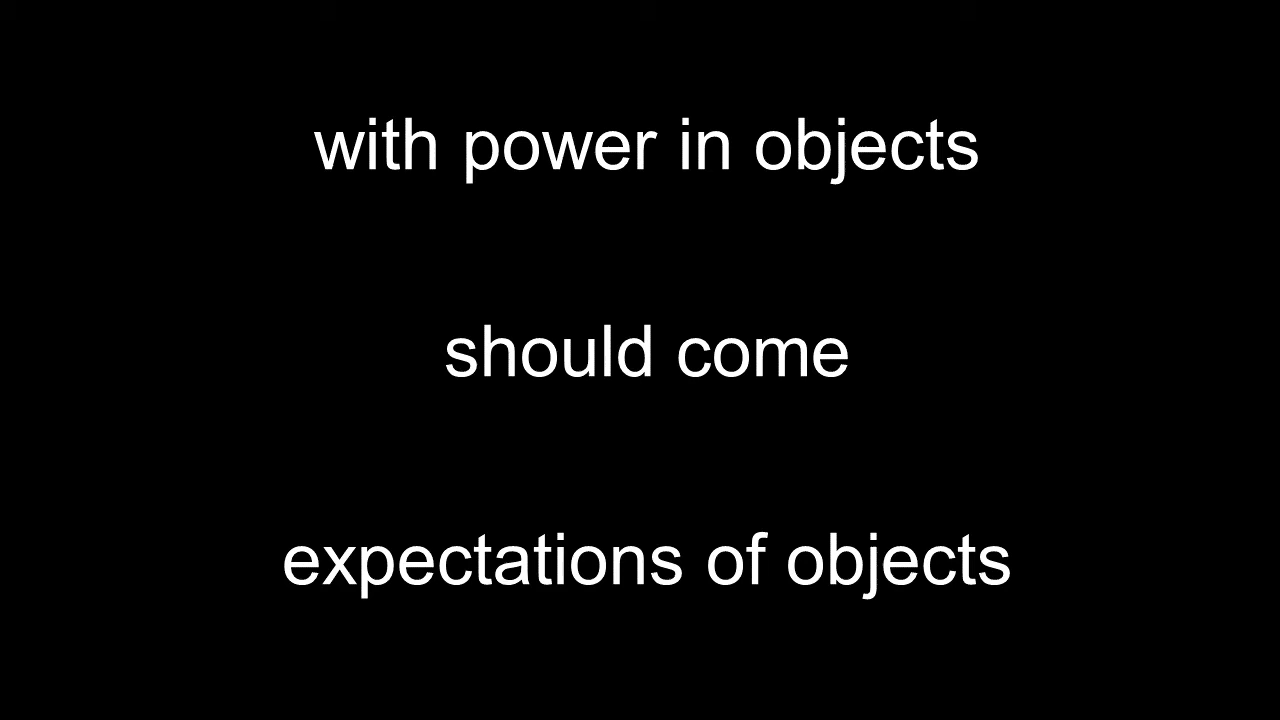 with power in objects
should come
expectations of objects